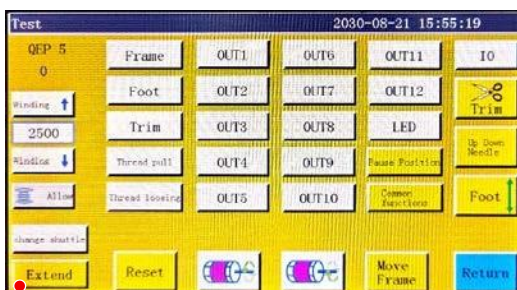 Test 2030-08-21 15:55:19
QEP 5
0
Winding
2500
Winding
Allow
change shuttle
Extend
Frame
Foot
Trim
Thread pull
Thread loosing
Reset
OUT1
OUT2
OUT3
OUT4
OUT5
OUT6
OUT7
OUT8
OUT9
OUT10
OUT11
OUT12
LED
Pause Position
Common
functions
Move
Frame
IO
Trim
Up Down
Needle
Foot
Return